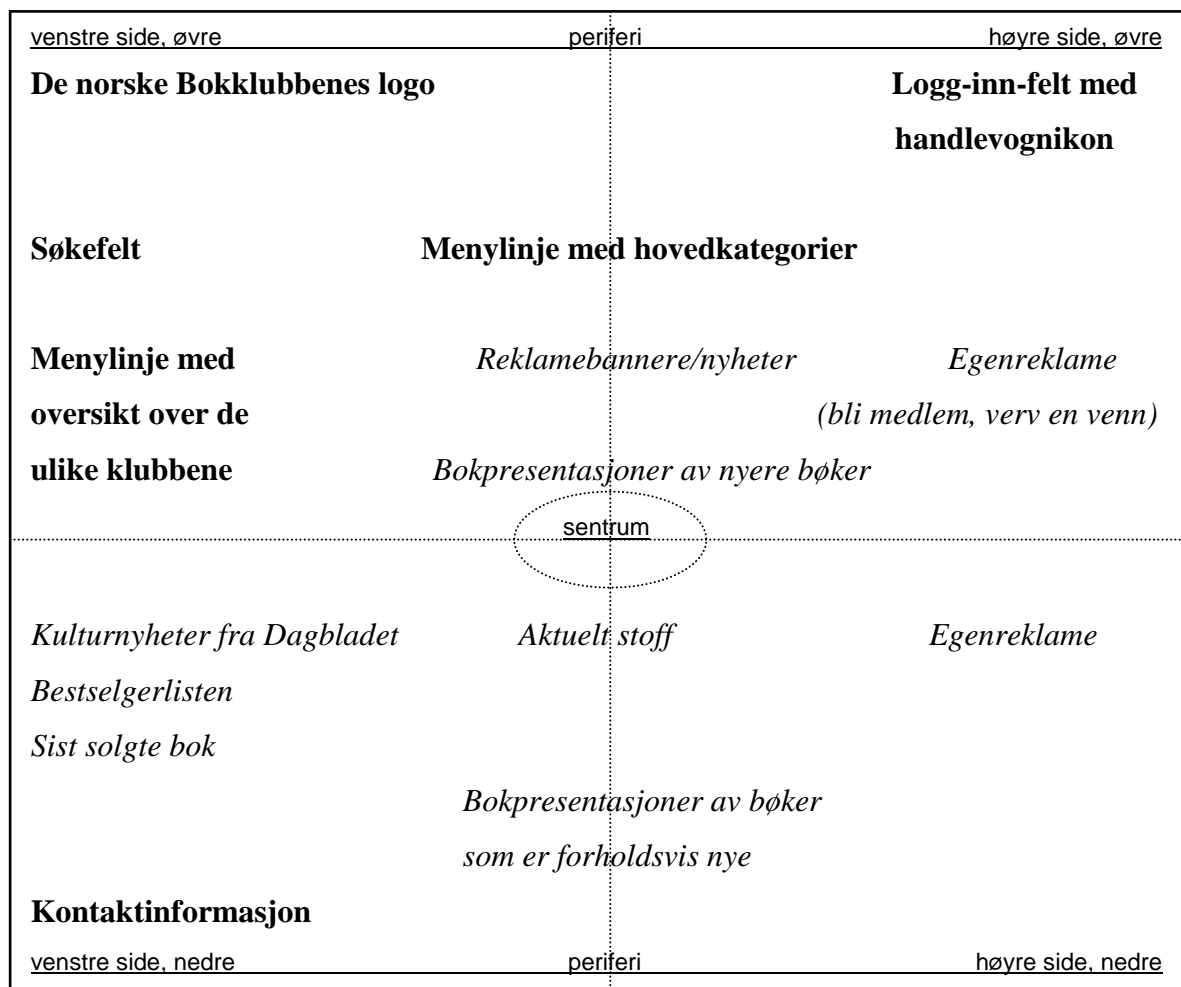 venstre side, øvre periferi høyre side, øvre
De norske Bokklubbenes logo Logg-inn-felt med
handlevognikon
Søkefelt Menylinje med hovedkategorier
Menylinje med Reklamebannere/nyheter Egenreklame
oversikt over de (bli medlem, verv en venn)
ulike klubbene Bokpresentasjoner av nyere bøker
sentrum
Kulturnyheter fra Dagbladet Aktuelt stoff Egenreklame
Bestselgerlisten
Sist solgte bok
Bokpresentasjoner av bøker
som er forholdsvis nye
Kontaktinformasjon
venstre side, nedre periferi høyre side, nedre